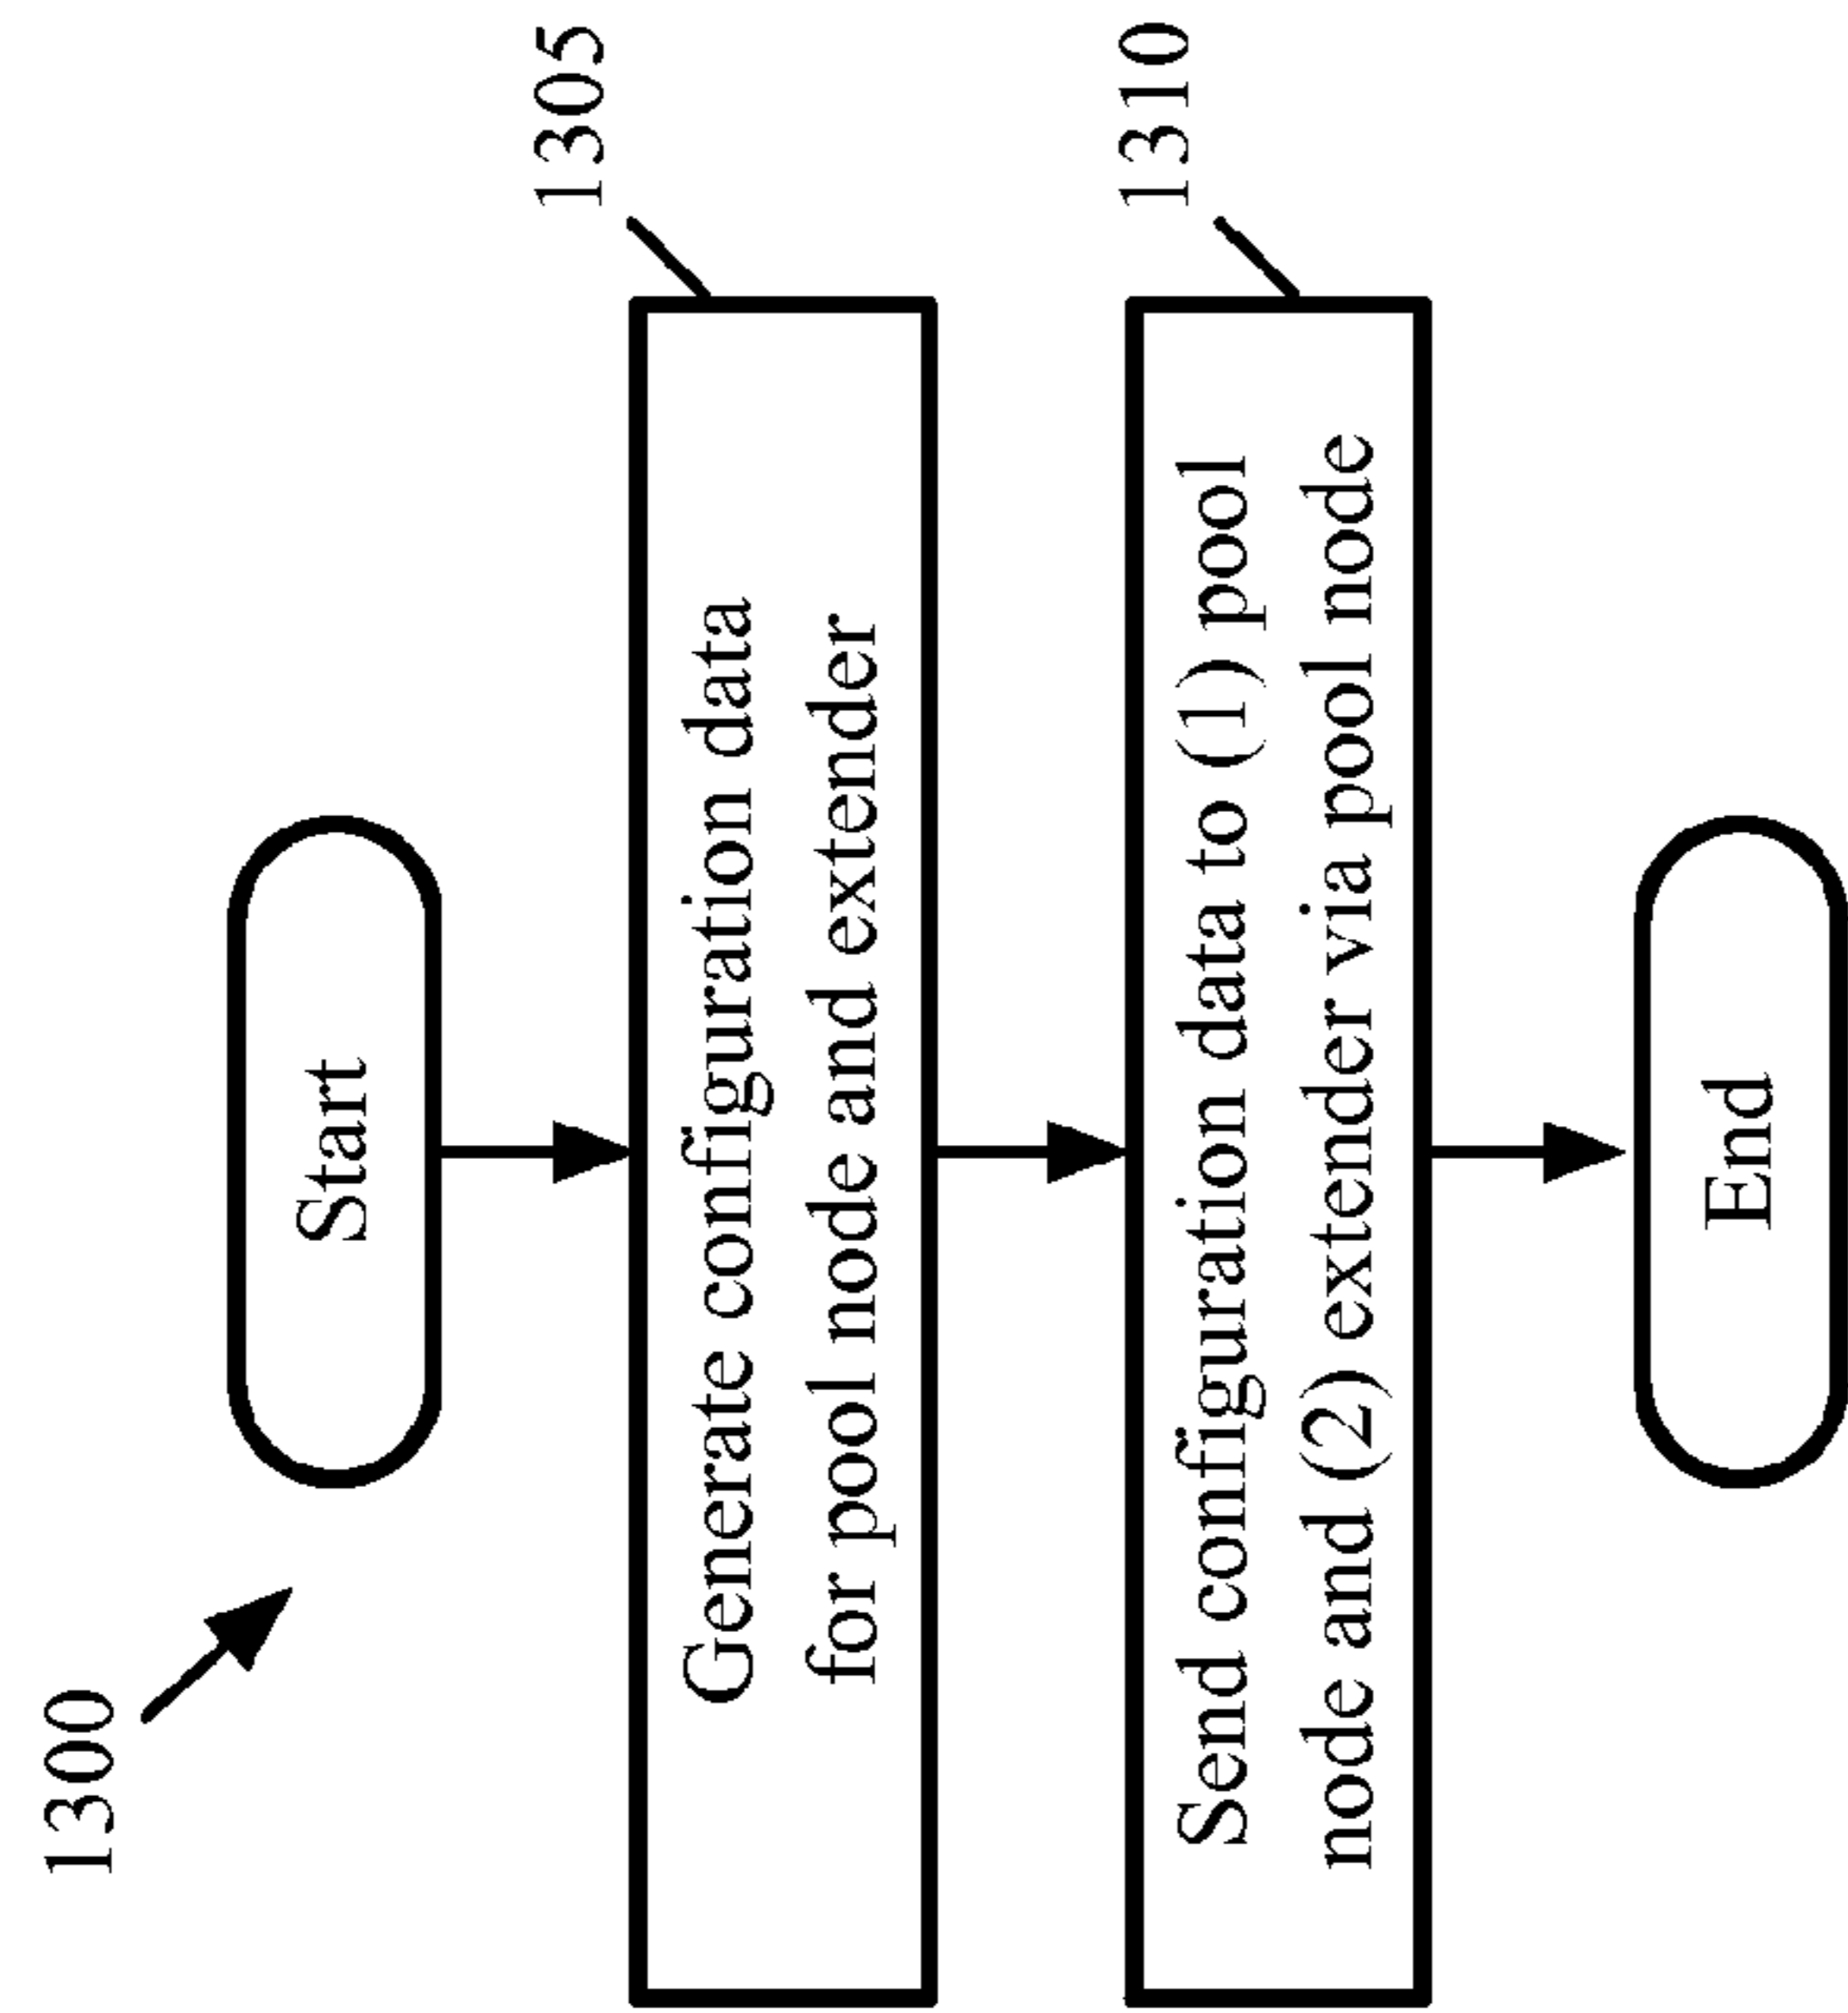 1300
Start
1305
Generate configuration data
for pool node and extender
1310
Send configuration data to (1) pool
node and (2) extender via pool node
End